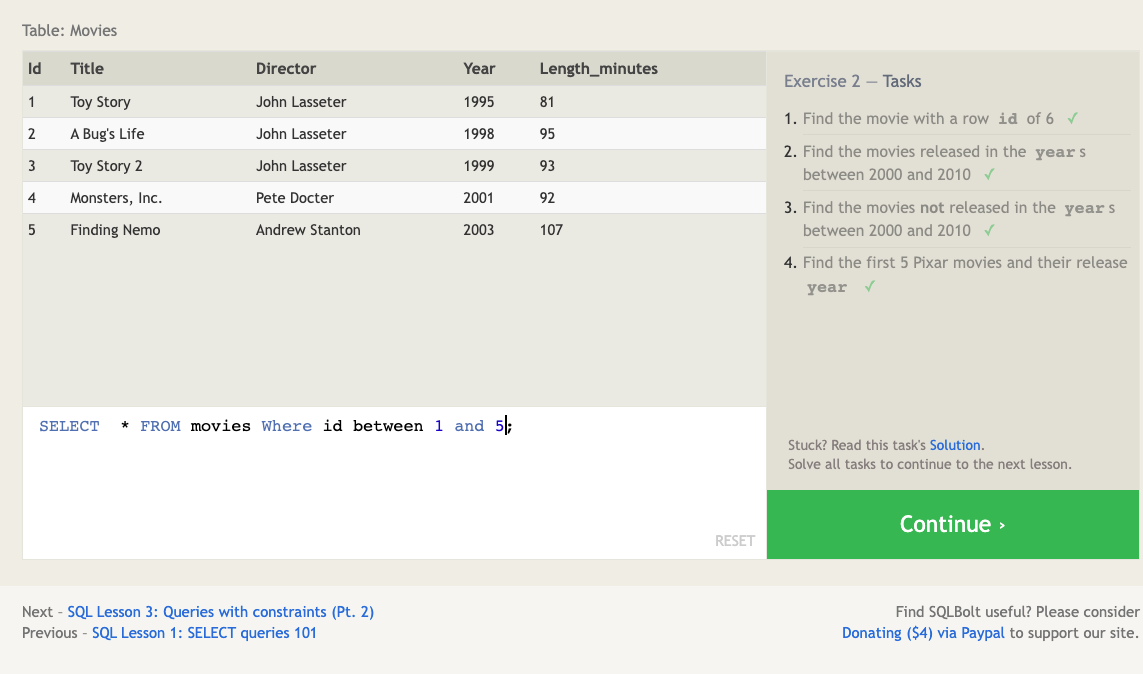 Table: Movies
Id Title Director Year Length_minutes
1 Toy Story John Lasseter 1995 81
2 A Bug's Life John Lasseter 1998 95
3 Toy Story 2 John Lasseter 1999 93
4 Monsters, Inc. Pete Docter 2001 92
5 Finding Nemo Andrew Stanton 2003 107
SELECT  * FROM movies Where id between 1 and 5;
RESET
Exercise 2 — Tasks
1. Find the movie with a row id of 6 ✓
2. Find the movies released in the years
between 2000 and 2010 ✓
3. Find the movies not released in the years
between 2000 and 2010 ✓
4. Find the first 5 Pixar movies and their release
year ✓
Stuck? Read this task's Solution.
Solve all tasks to continue to the next lesson.
Continue ›
Next – SQL Lesson 3: Queries with constraints (Pt. 2)
Previous – SQL Lesson 1: SELECT queries 101
Find SQLBolt useful? Please consider
Donating ($4) via Paypal to support our site.